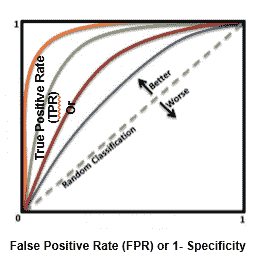 1
True Positive Rate
(TPR)
Or
Better
Worse
Random Classification
0
1
False Positive Rate (FPR) or 1- Specificity